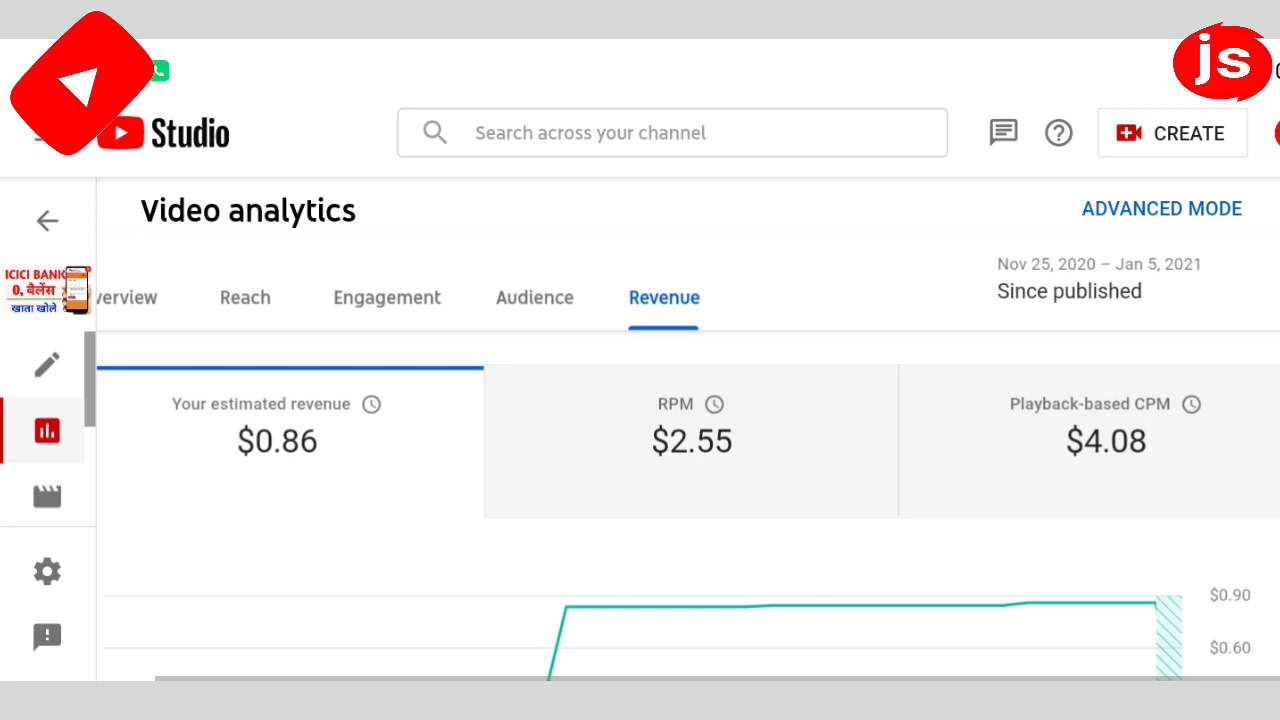 js
Studio
Search across your channel
CREATE
Video analytics
ADVANCED MODE
Nov 25, 2020 – Jan 5, 2021
Since published
ICICI BANK
0, बैलेंस
खाता खोले
verview
Reach
Engagement
Audience
Revenue
Your estimated revenue
RPM
Playback-based CPM
$0.86
$2.55
$4.08
$0.90
$0.60